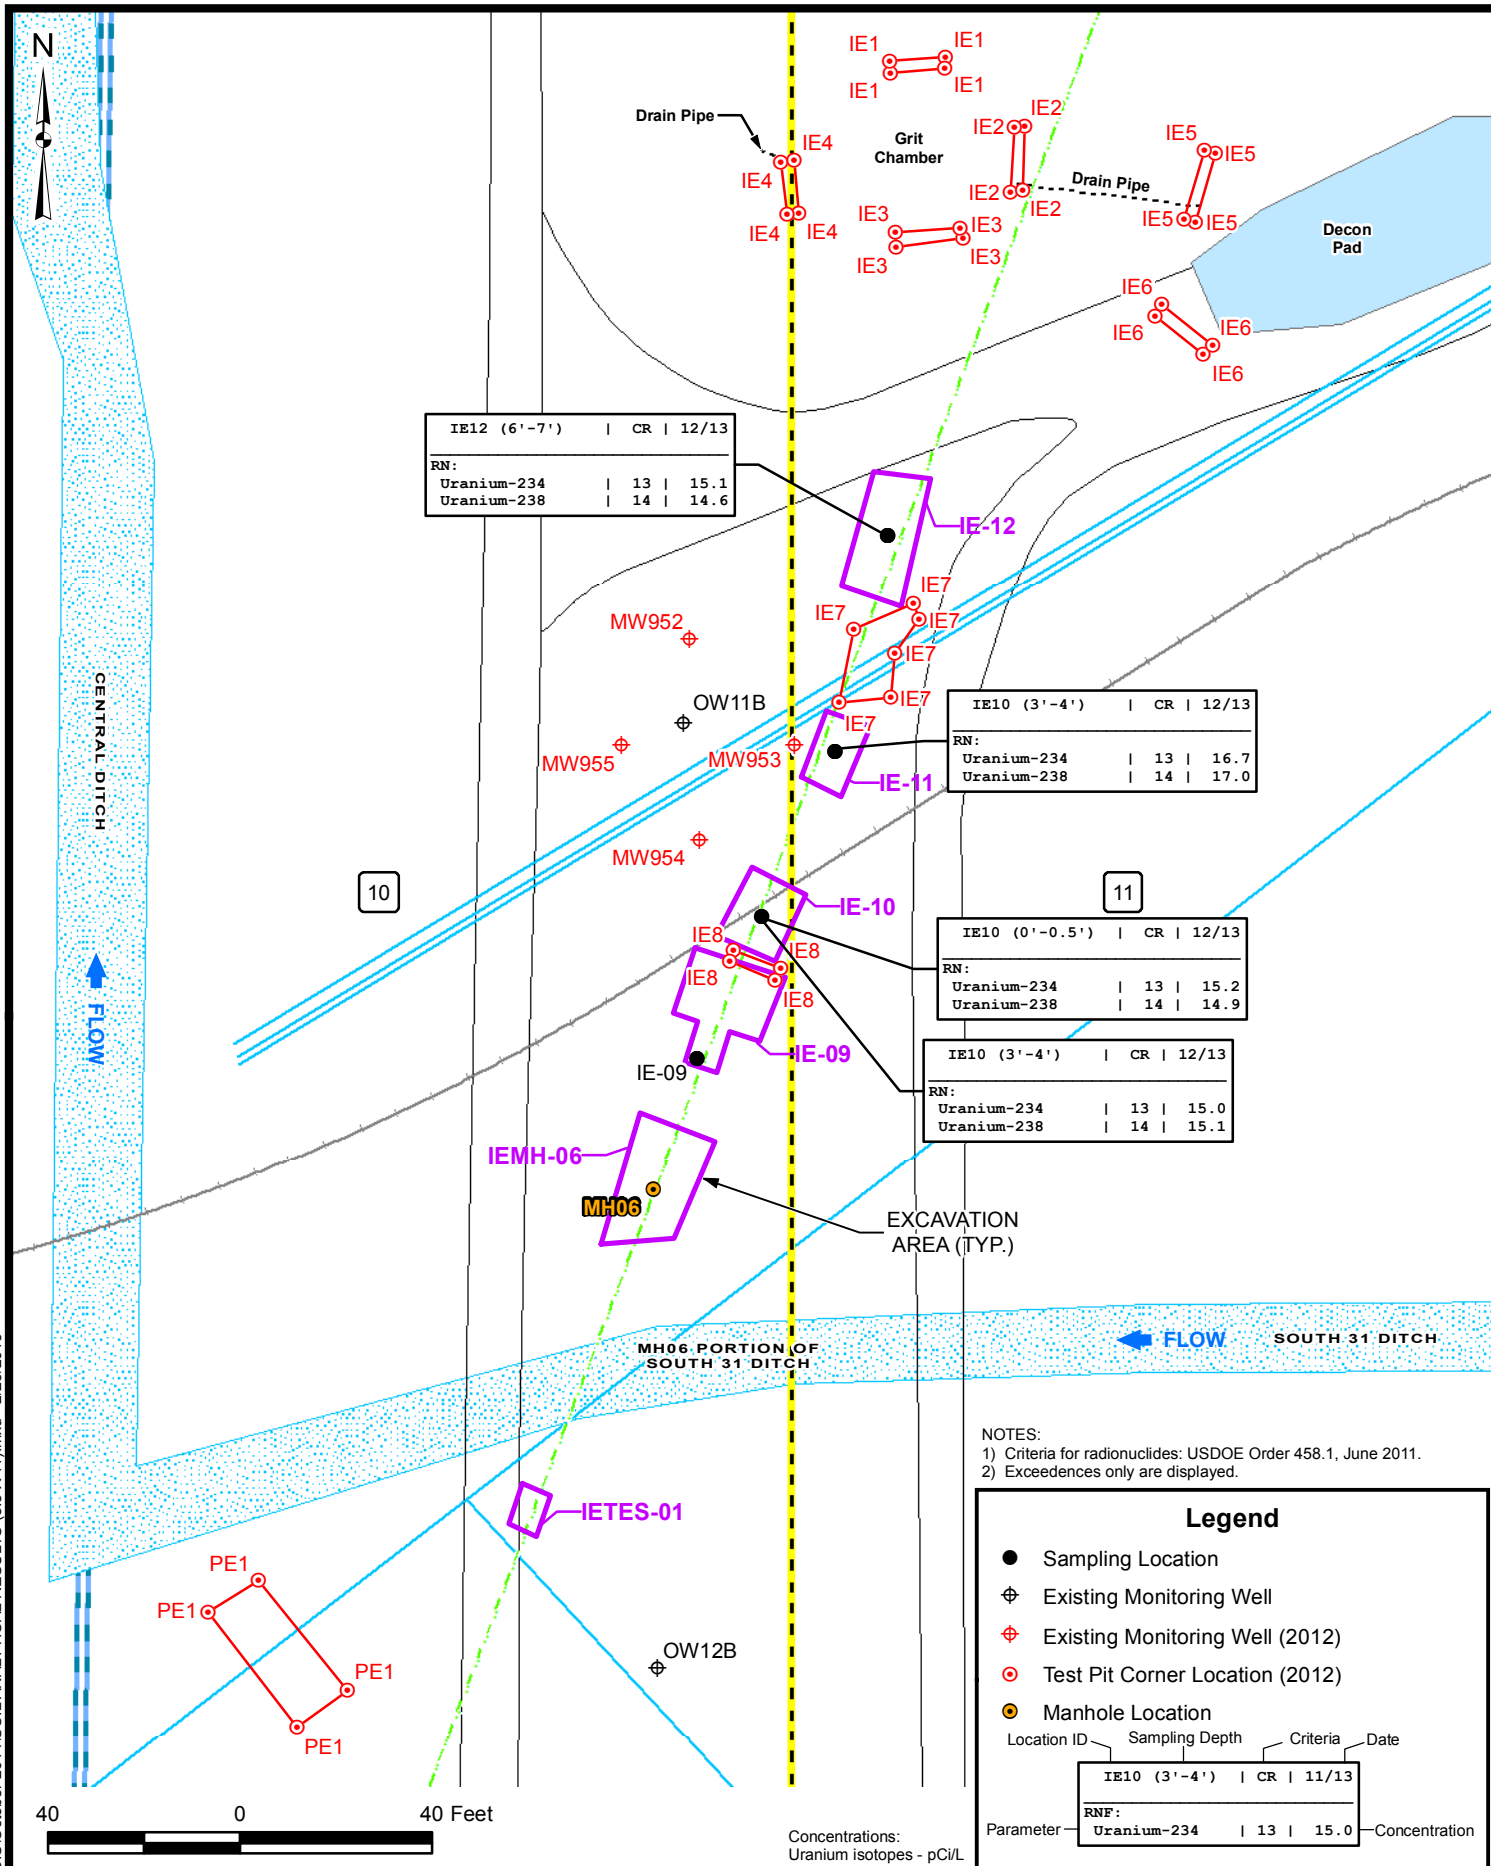 N
IE1
IE1
IE1
IE1
Drain Pipe
IE4
IE4
IE4
IE4
Grit
Chamber
IE2
IE2
IE2
IE2
Drain Pipe
IE5
IE5
IE5
IE5
IE3
IE3
IE3
IE3
Decon
Pad
IE6
IE6
IE6
IE6
IE12 (6'-7') | CR | 12/13
RN:
Uranium-234 | 13 | 15.1
Uranium-238 | 14 | 14.6
IE-12
IE7
IE7
IE7
IE7
IE7
IE7
MW952
OW11B
MW955
MW953
MW954
IE-11
IE10 (3'-4') | CR | 12/13
RN:
Uranium-234 | 13 | 16.7
Uranium-238 | 14 | 17.0
CENTRAL DITCH
FLOW
10
11
IE-10
IE10 (0'-0.5') | CR | 12/13
RN:
Uranium-234 | 13 | 15.2
Uranium-238 | 14 | 14.9
IE8
IE8
IE8
IE8
IE-09
IE-09
IE10 (3'-4') | CR | 12/13
RN:
Uranium-234 | 13 | 15.0
Uranium-238 | 14 | 15.1
IEMH-06
MH06
EXCAVATION
AREA (TYP.)
MH06 PORTION OF
SOUTH 31 DITCH
FLOW
SOUTH 31 DITCH
IETES-01
PE1
PE1
PE1
PE1
OW12B
NOTES:
1) Criteria for radionuclides: USDOE Order 458.1, June 2011.
2) Exceedences only are displayed.
Legend
Sampling Location
Existing Monitoring Well
Existing Monitoring Well (2012)
Test Pit Corner Location (2012)
Manhole Location
Location ID
Sampling Depth
Criteria
Date
IE10 (3'-4') | CR | 11/13
RNF:
Uranium-234 | 13 | 15.0
Parameter
Concentration
40 0 40 Feet
Concentrations:
Uranium isotopes - pCi/L